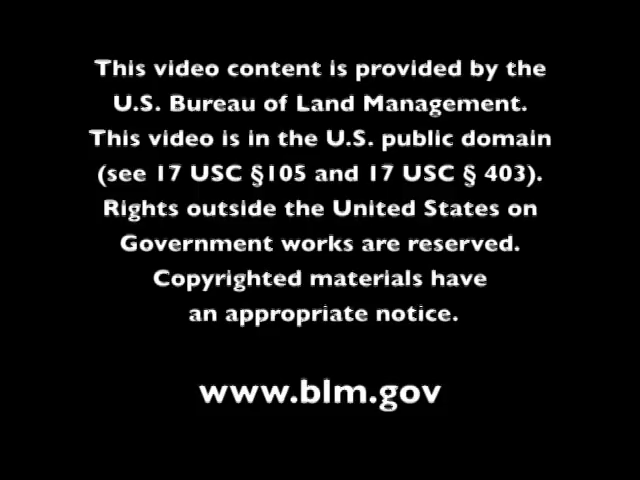 This video content is provided by the
U.S. Bureau of Land Management.
This video is in the U.S. public domain
(see 17 USC §105 and 17 USC § 403).
Rights outside the United States on
Government works are reserved.
Copyrighted materials have
an appropriate notice.
www.blm.gov